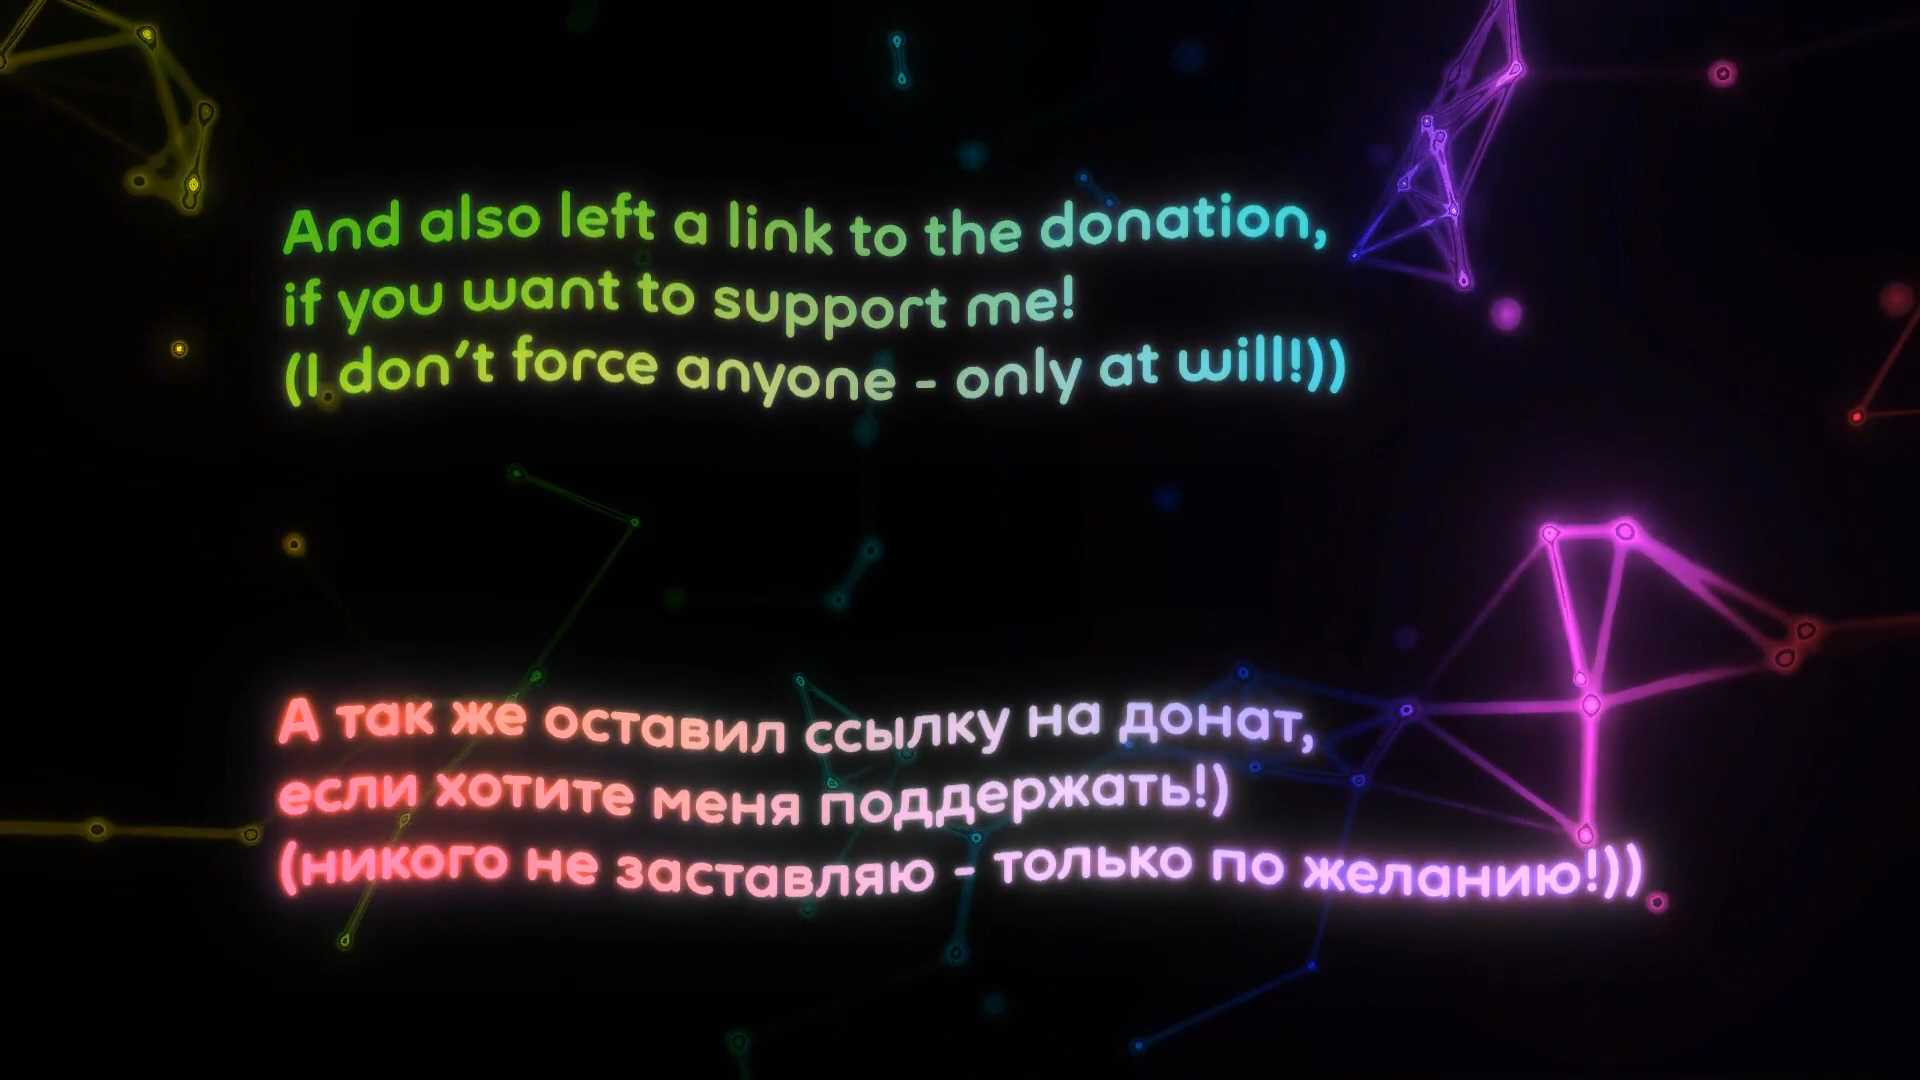 And also left a link to the donation,
if you want to support me!
(I don't force anyone - only at will!))
А так же оставил ссылку на донат,
если хотите меня поддержать!)
(никого не заставляю - только по желанию!))